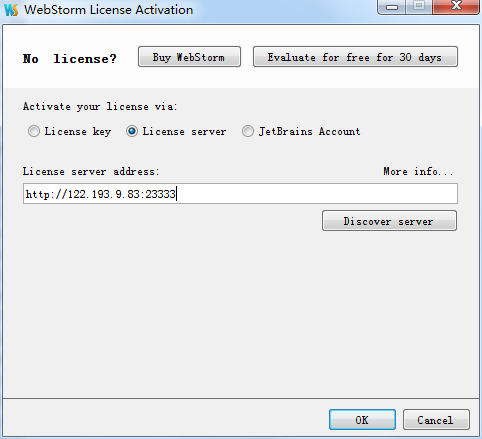 WebStorm License Activation
No license? Buy WebStorm Evaluate for free for 30 days
Activate your license via:
License key License server JetBrains Account
License server address: More info...
http://122.193.9.83:23333
Discover server
OK Cancel